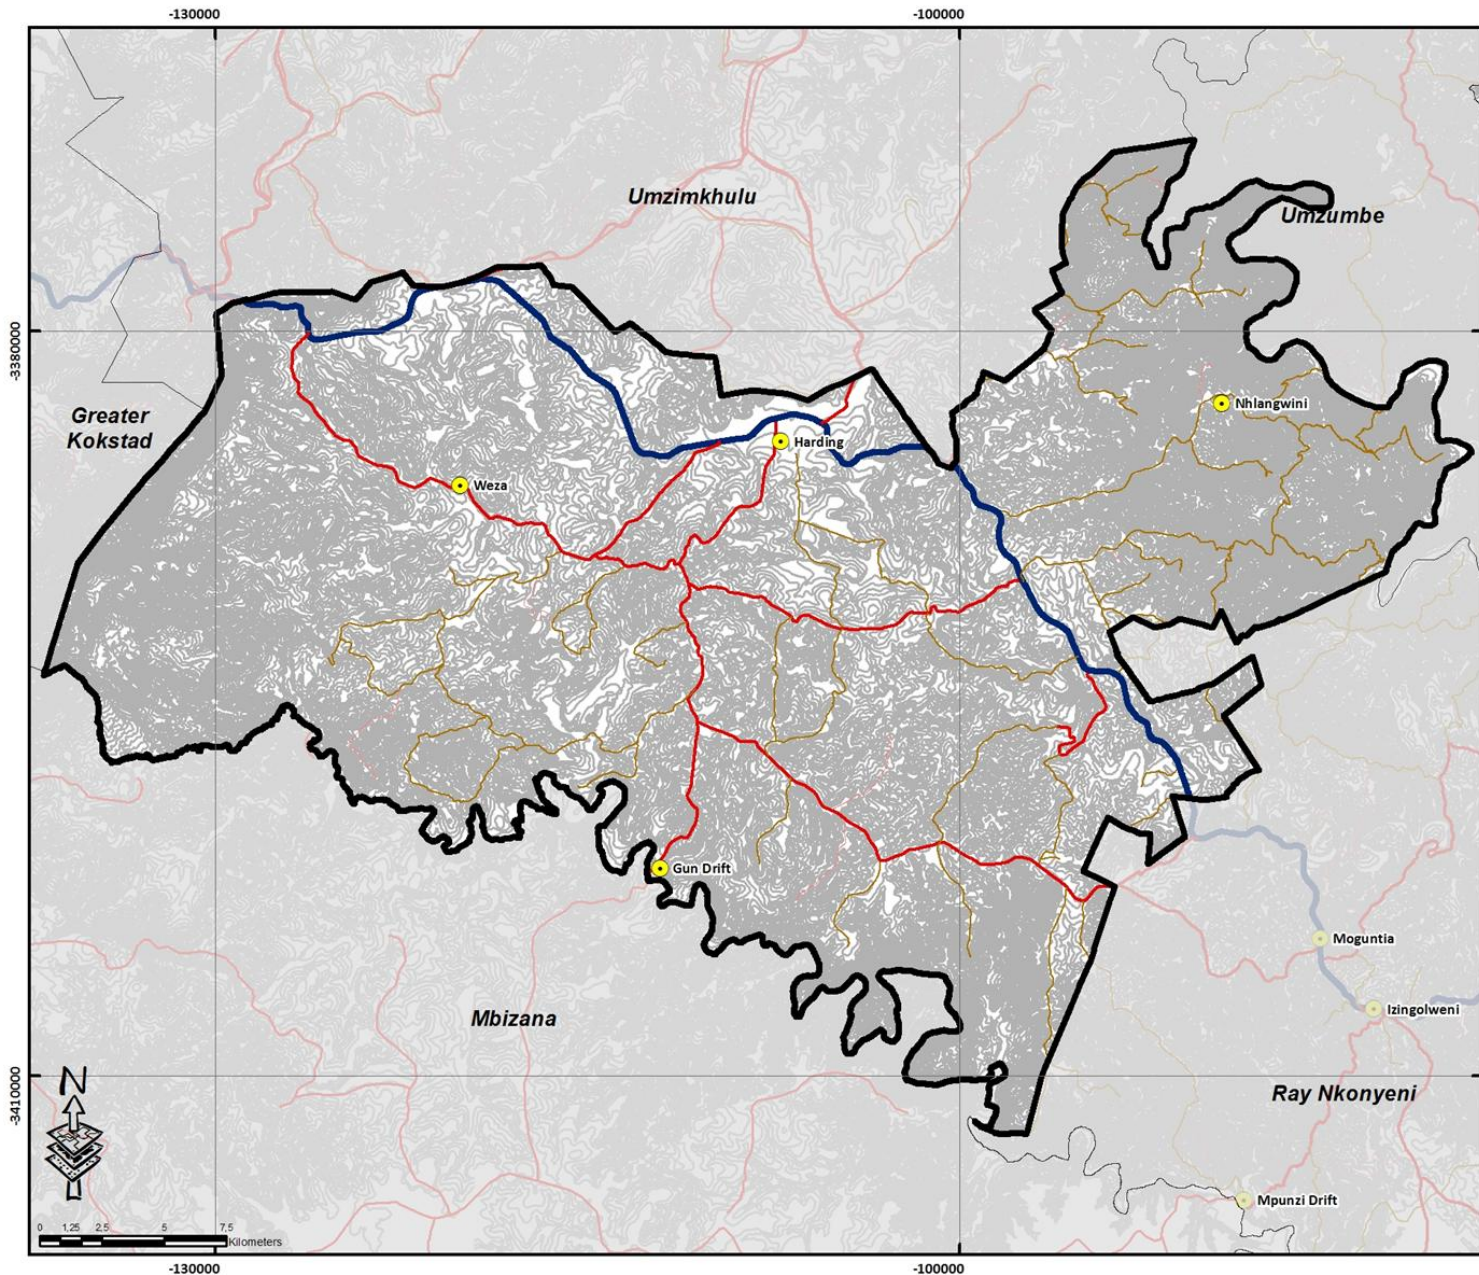 -130000
-100000
Umzimkhulu
Umzumbe
-3380000
Greater
Kokstad
Nhlangwini
Harding
Weza
Gun Drift
Moguntia
Izingolweni
Mbizana
-3410000
Ray Nkonyeni
N
Mpunzi Drift
0 1,25 2,5 5 7,5
Kilometers
-130000
-100000